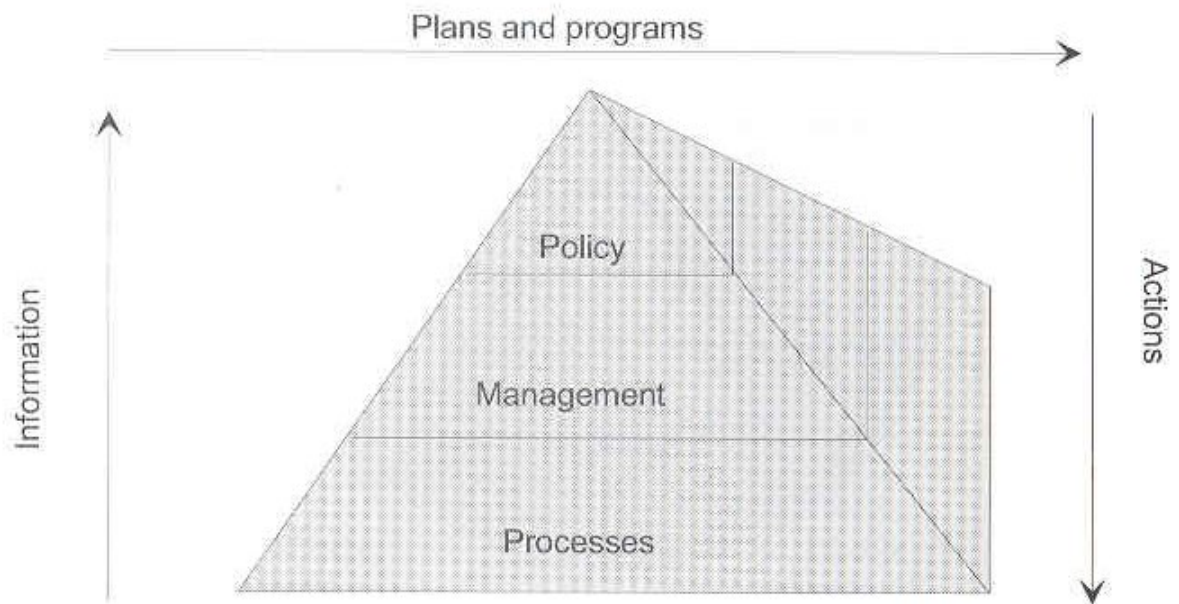 Plans and programs
Information
Policy
Management
Processes
Actions